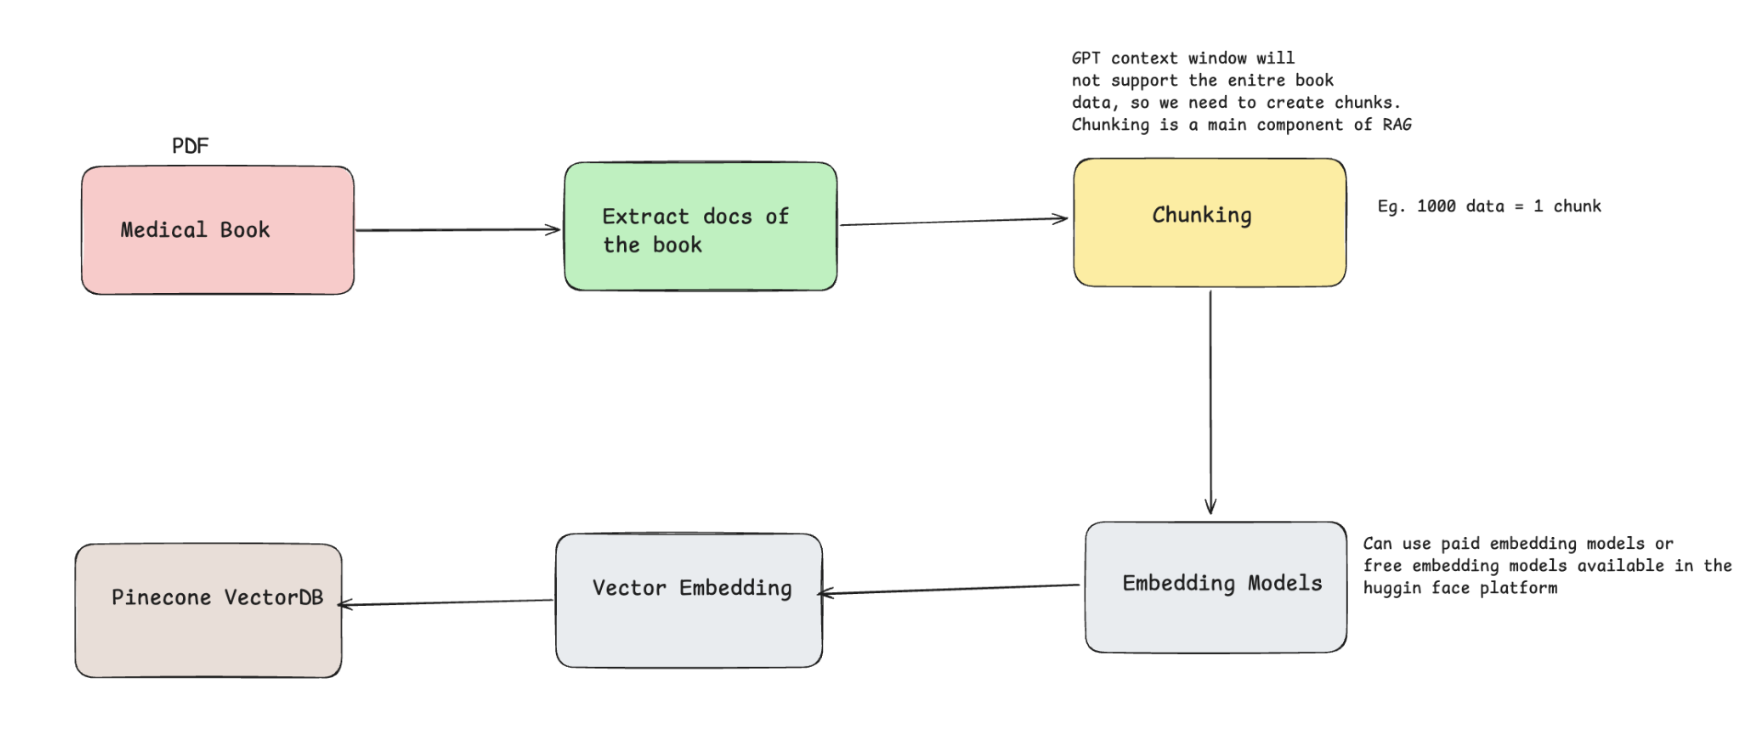 GPT context window will
not support the enitre book
data, so we need to create chunks.
Chunking is a main component of RAG
PDF
Medical Book
Extract docs of
the book
Chunking
Eg. 1000 data = 1 chunk
Pinecone VectorDB
Vector Embedding
Embedding Models
Can use paid embedding models or
free embedding models available in the
huggin face platform